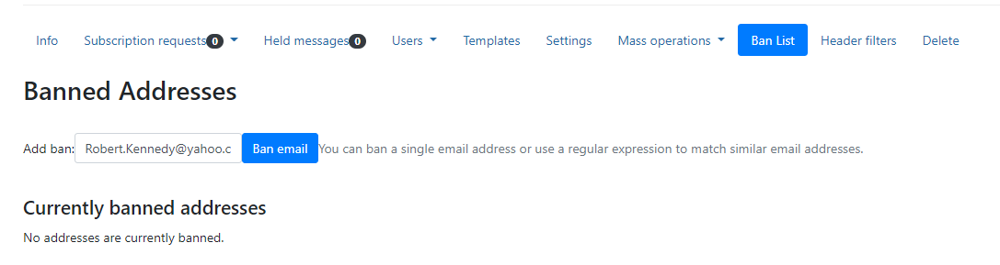 Info Subscription requests 0 Held messages 0 Users Templates Settings Mass operations Ban List Header filters Delete
Banned Addresses
Add ban: Robert.Kennedy@yahoo.c Ban email You can ban a single email address or use a regular expression to match similar email addresses.
Currently banned addresses
No addresses are currently banned.